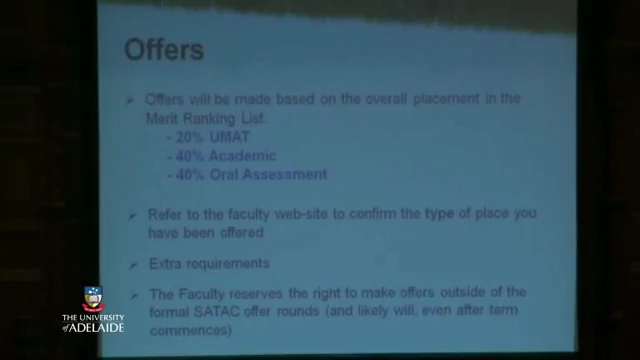 Offers
Offers will be made based on the overall placement in the
Merit Ranking List.
- 20% UMAT
- 40% Academic
- 40% Oral Assessment
Refer to the faculty web-site to confirm the type of place you
have been offered
Extra requirements
The Faculty reserves the right to make offers outside of the
formal SATAC offer rounds (and likely will, even after term
commences)
THE UNIVERSITY
of ADELAIDE